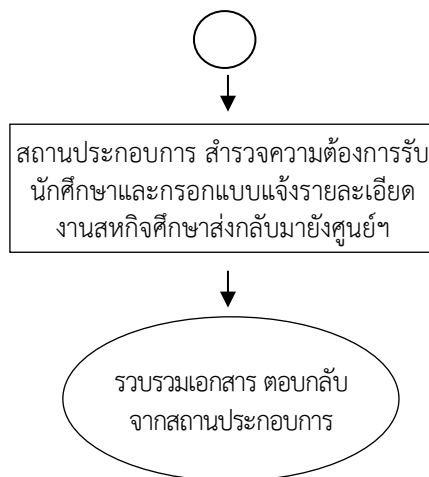 สถานประกอบการ สำรวจความต้องการรับ
นักศึกษาและกรอกแบบแจ้งรายละเอียด
งานสหกิจศึกษาส่งกลับมายังศูนย์ฯ
รวบรวมเอกสาร ตอบกลับ
จากสถานประกอบการ